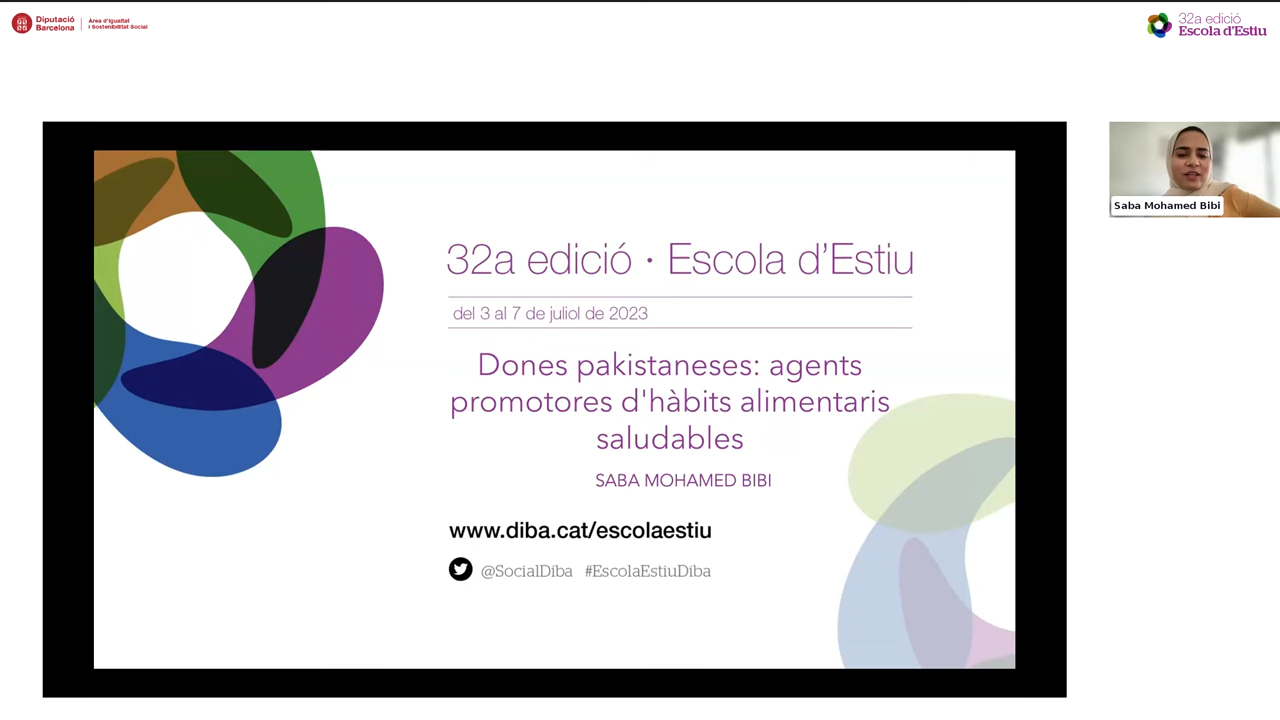 Diputació
Barcelona
Àrea d'Igualtat
i Sostenibilitat Social
32a edició
Escola d'Estiu
32a edició · Escola d'Estiu
del 3 al 7 de juliol de 2023
Dones pakistaneses: agents
promotores d'hàbits alimentaris
saludables
SABA MOHAMED BIBI
www.diba.cat/escolaestiu
@SocialDiba #EscolaEstiuDiba
Saba Mohamed Bibi